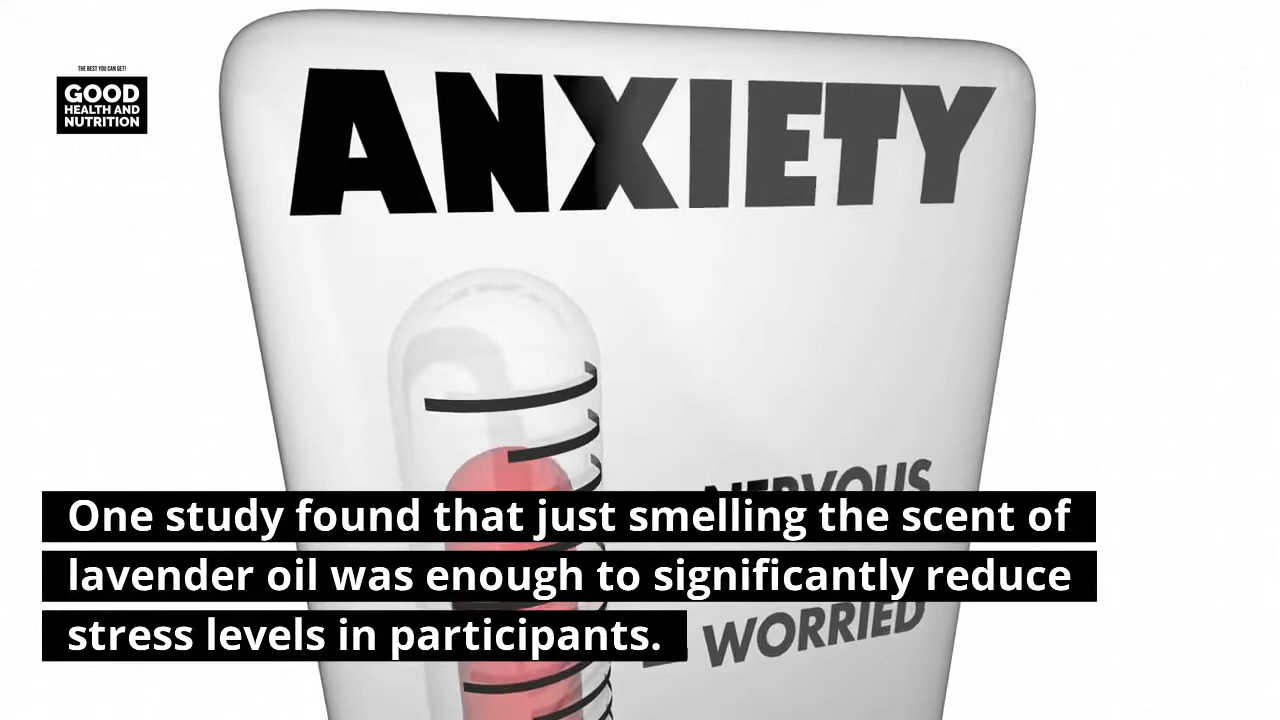 THE BEST YOU CAN GET!
GOOD
HEALTH AND
NUTRITION
ANXIETY
NERVOUS
WORRIED
One study found that just smelling the scent of
lavender oil was enough to significantly reduce
stress levels in participants.